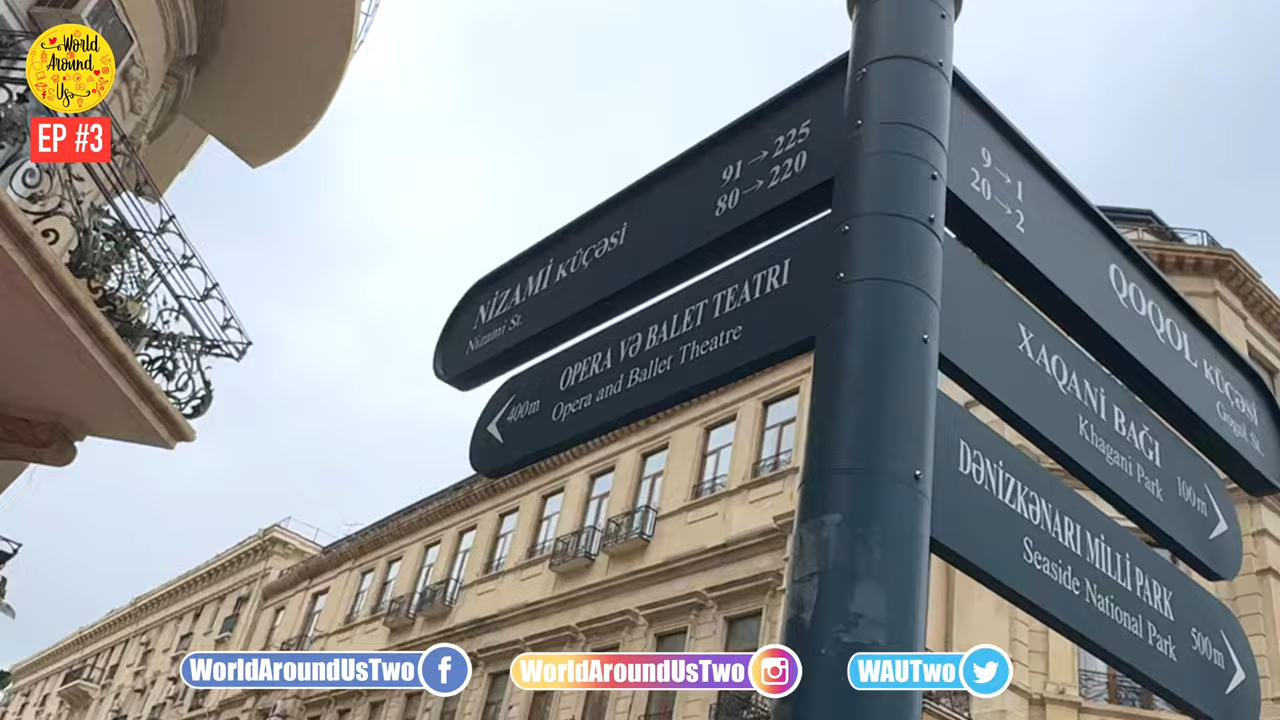 World
Around
Us
EP #3
91→225
80→220
NİZAMİ KÜÇƏSİ
Nizami St.
OPERA VƏ BALET TEATRI
400m
Opera and Ballet Theatre
9→1
20→2
QOQOL KÜÇƏSİ
Gogol St.
XAQANİ BAĞI
Khagani Park
100m
DƏNİZKƏNARI MİLLİ PARK
Seaside National Park
500m
WorldAroundUsTwo
WorldAroundUsTwo
WAUTwo